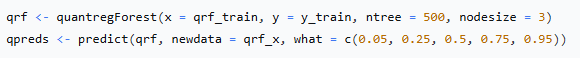 qrf <- quantregForest(x = qrf_train, y = y_train, ntree = 500, nodesize = 3)
qpreds <- predict(qrf, newdata = qrf_x, what = c(0.05, 0.25, 0.5, 0.75, 0.95))